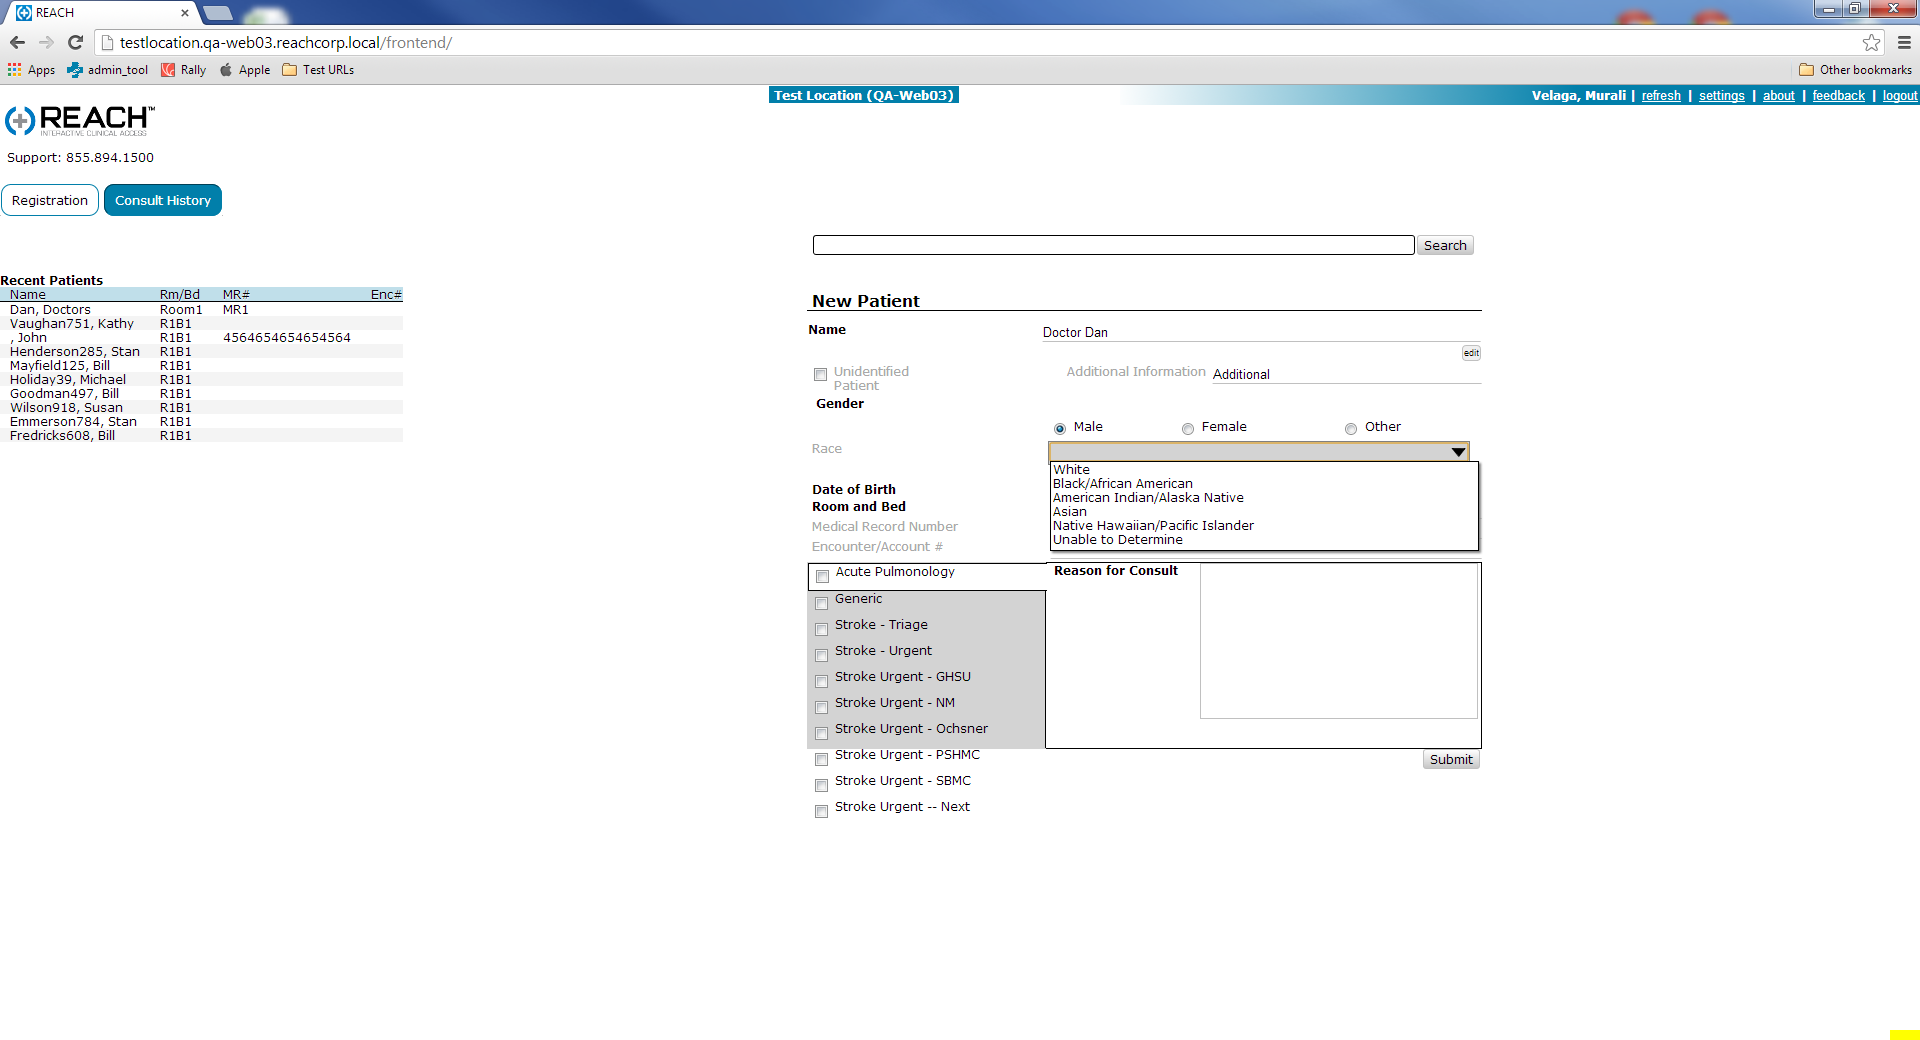 REACH
testlocation.qa-web03.reachcorp.local/frontend/
Apps admin_tool Rally Apple Test URLs Other bookmarks
Test Location (QA-Web03) Velaga, Murali | refresh | settings | about | feedback | logout
REACH™
INTERACTIVE CLINICAL ACCESS
Support: 855.894.1500
Registration Consult History
Search
Recent Patients
Name Rm/Bd MR# Enc#
Dan, Doctors Room1 MR1
Vaughan751, Kathy R1B1
, John R1B1 4564654654654564
Henderson285, Stan R1B1
Mayfield125, Bill R1B1
Holiday39, Michael R1B1
Goodman497, Bill R1B1
Wilson918, Susan R1B1
Emmerson784, Stan R1B1
Fredricks608, Bill R1B1
New Patient
Name Doctor Dan
edit
Unidentified Patient Additional Information Additional
Gender
Male Female Other
Race
White
Black/African American
American Indian/Alaska Native
Asian
Native Hawaiian/Pacific Islander
Unable to Determine
Date of Birth
Room and Bed
Medical Record Number
Encounter/Account #
Acute Pulmonology
Generic
Stroke - Triage
Stroke - Urgent
Stroke Urgent - GHSU
Stroke Urgent - NM
Stroke Urgent - Ochsner
Stroke Urgent - PSHMC
Stroke Urgent - SBMC
Stroke Urgent -- Next
Reason for Consult
Submit